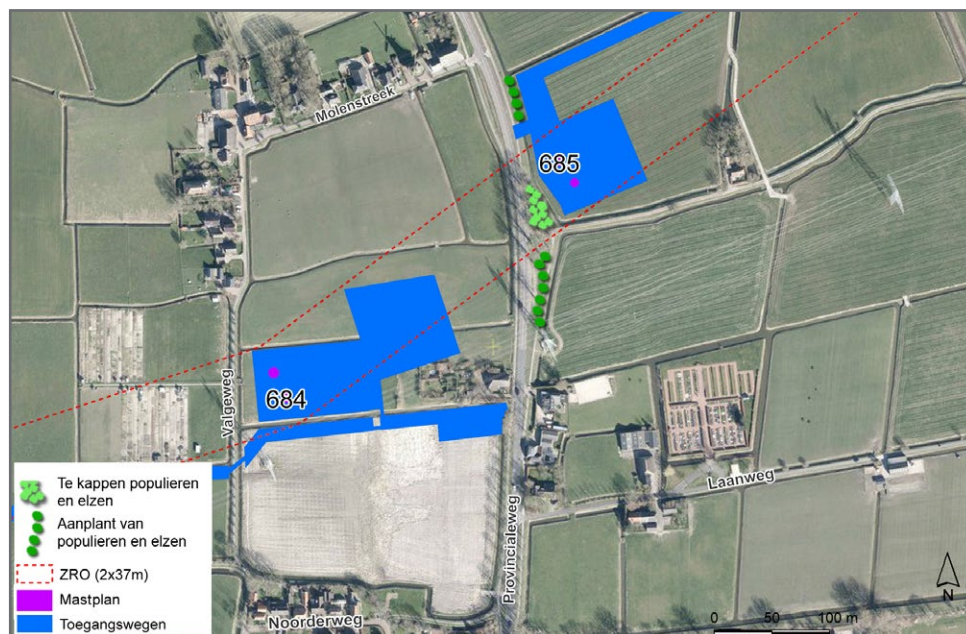 Molenstreek
685
684
Valgeweg
Provincialeweg
Laanweg
Noorderweg
Te kappen populieren
en elzen
Aanplant van
populieren en elzen
ZRO (2x37m)
Mastplan
Toegangswegen
N
0 50 100 m